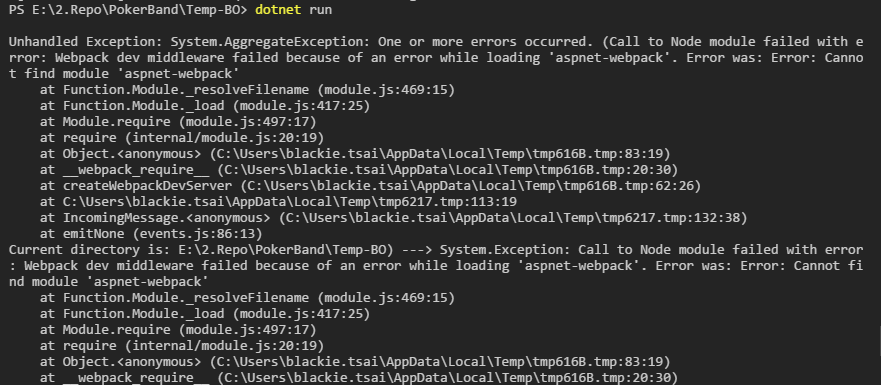 PS E:\2.Repo\PokerBand\Temp-BO> dotnet run
Unhandled Exception: System.AggregateException: One or more errors occurred. (Call to Node module failed with e
rror: Webpack dev middleware failed because of an error while loading 'aspnet-webpack'. Error was: Error: Canno
t find module 'aspnet-webpack'
    at Function.Module._resolveFilename (module.js:469:15)
    at Function.Module._load (module.js:417:25)
    at Module.require (module.js:497:17)
    at require (internal/module.js:20:19)
    at Object.<anonymous> (C:\Users\blackie.tsai\AppData\Local\Temp\tmp616B.tmp:83:19)
    at __webpack_require__ (C:\Users\blackie.tsai\AppData\Local\Temp\tmp616B.tmp:20:30)
    at createWebpackDevServer (C:\Users\blackie.tsai\AppData\Local\Temp\tmp616B.tmp:62:26)
    at C:\Users\blackie.tsai\AppData\Local\Temp\tmp6217.tmp:113:19
    at IncomingMessage.<anonymous> (C:\Users\blackie.tsai\AppData\Local\Temp\tmp6217.tmp:132:38)
    at emitNone (events.js:86:13)
Current directory is: E:\2.Repo\PokerBand\Temp-BO) ---> System.Exception: Call to Node module failed with error
: Webpack dev middleware failed because of an error while loading 'aspnet-webpack'. Error was: Error: Cannot fi
nd module 'aspnet-webpack'
    at Function.Module._resolveFilename (module.js:469:15)
    at Function.Module._load (module.js:417:25)
    at Module.require (module.js:497:17)
    at require (internal/module.js:20:19)
    at Object.<anonymous> (C:\Users\blackie.tsai\AppData\Local\Temp\tmp616B.tmp:83:19)
    at __webpack_require__ (C:\Users\blackie.tsai\AppData\Local\Temp\tmp616B.tmp:20:30)